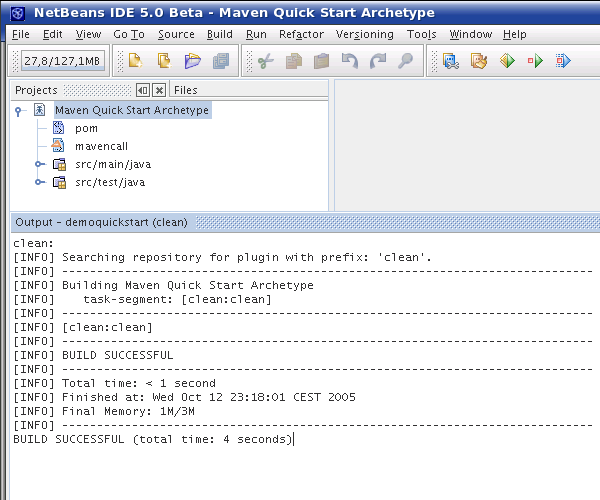 NetBeans IDE 5.0 Beta - Maven Quick Start Archetype
File Edit View Go To Source Build Run Refactor Versioning Tools Window Help
27,8/127,1MB
Projects Files
Maven Quick Start Archetype
pom
mavencall
src/main/java
src/test/java
Output - demoquickstart (clean)
clean:
[INFO] Searching repository for plugin with prefix: 'clean'.
[INFO] ----------------------------------------------------------------------------
[INFO] Building Maven Quick Start Archetype
[INFO]    task-segment: [clean:clean]
[INFO] ----------------------------------------------------------------------------
[INFO] [clean:clean]
[INFO] ----------------------------------------------------------------------------
[INFO] BUILD SUCCESSFUL
[INFO] ----------------------------------------------------------------------------
[INFO] Total time: < 1 second
[INFO] Finished at: Wed Oct 12 23:18:01 CEST 2005
[INFO] Final Memory: 1M/3M
[INFO] ----------------------------------------------------------------------------
BUILD SUCCESSFUL (total time: 4 seconds)